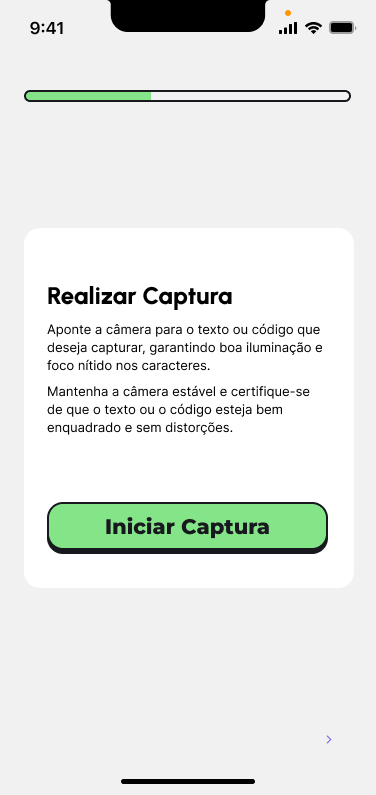 9:41
Realizar Captura
Aponte a câmera para o texto ou código que
deseja capturar, garantindo boa iluminação e
foco nítido nos caracteres.
Mantenha a câmera estável e certifique-se
de que o texto ou o código esteja bem
enquadrado e sem distorções.
Iniciar Captura